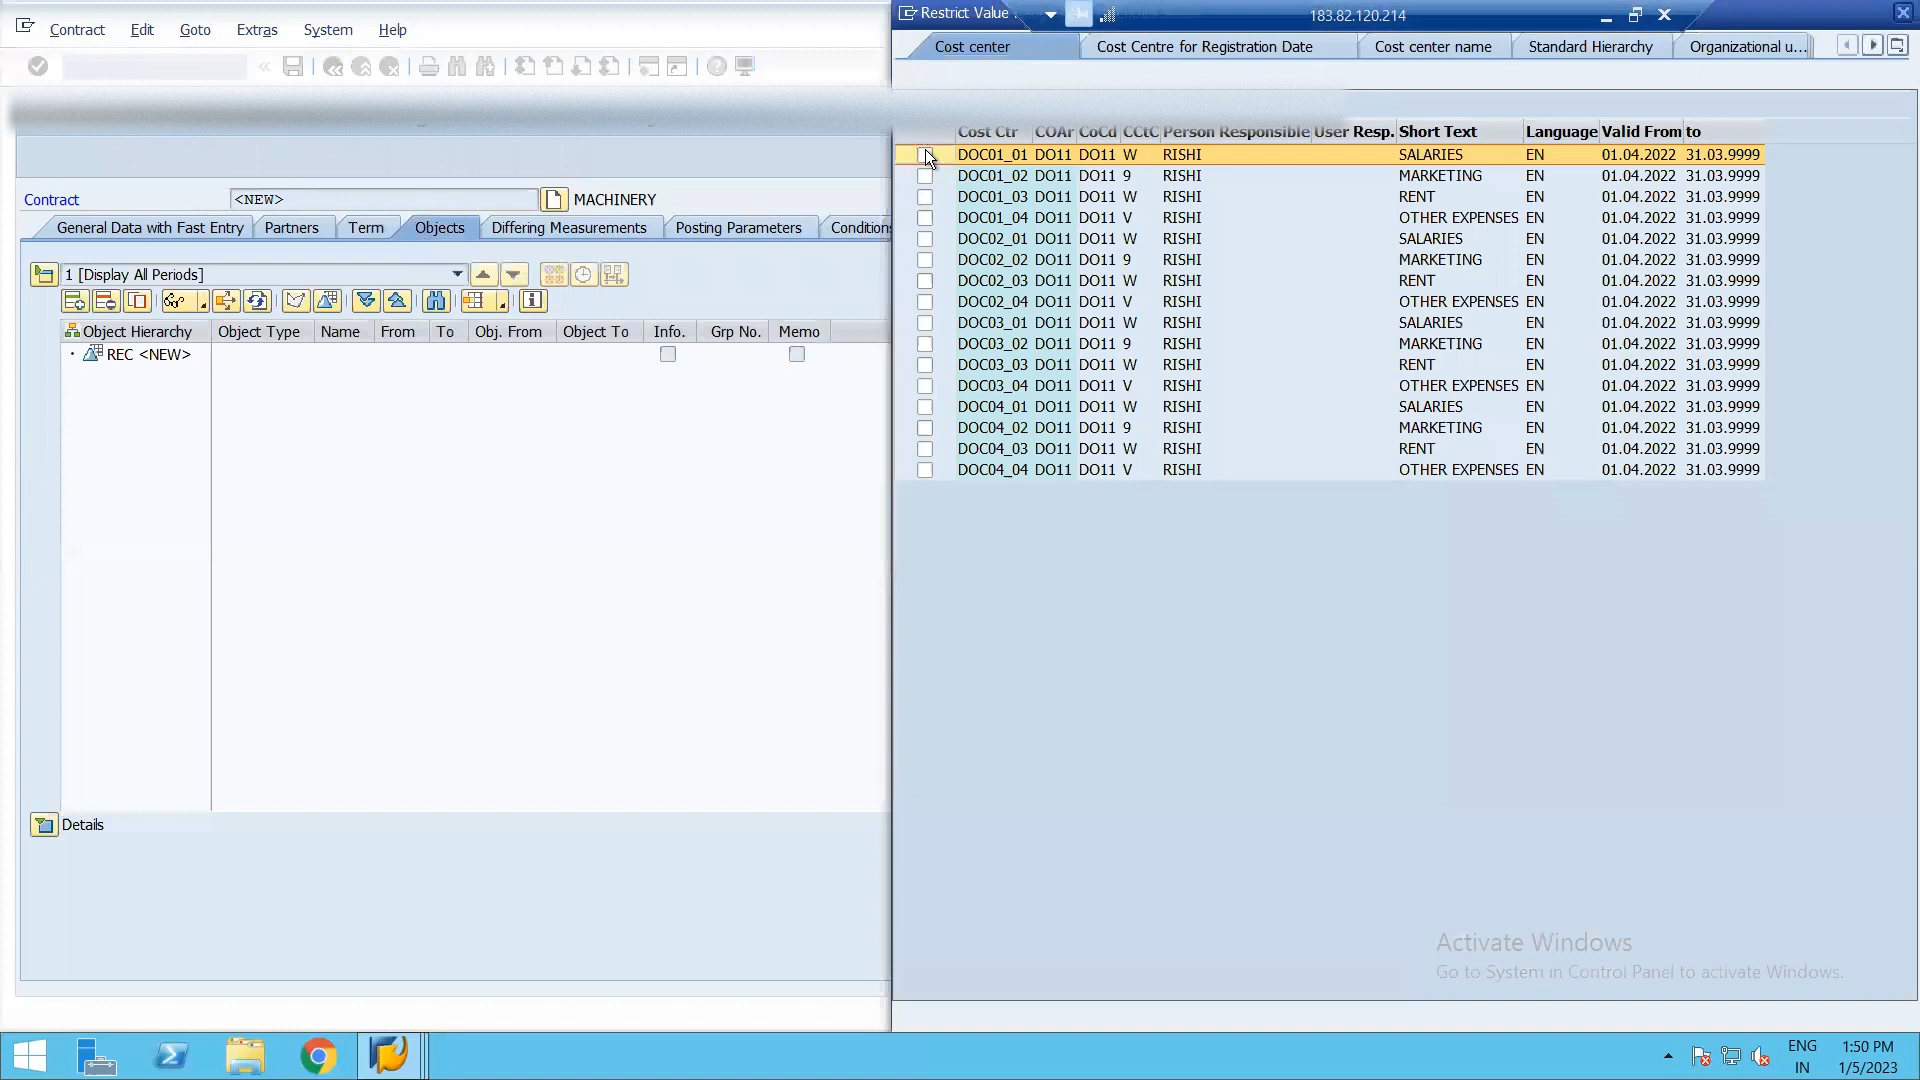 Contract Edit Goto Extras System Help
Restrict Value
183.82.120.214
Cost center Cost Centre for Registration Date Cost center name Standard Hierarchy Organizational u...
Contract <NEW> MACHINERY
General Data with Fast Entry Partners Term Objects Differing Measurements Posting Parameters Conditions
1 [Display All Periods]
Object Hierarchy Object Type Name From To Obj. From Object To Info. Grp No. Memo
REC <NEW>
Details
Cost Ctr COAr CoCd CCtC Person Responsible User Resp. Short Text Language Valid From to
DOC01_01 DO11 DO11 W RISHI SALARIES EN 01.04.2022 31.03.9999
DOC01_02 DO11 DO11 9 RISHI MARKETING EN 01.04.2022 31.03.9999
DOC01_03 DO11 DO11 W RISHI RENT EN 01.04.2022 31.03.9999
DOC01_04 DO11 DO11 V RISHI OTHER EXPENSES EN 01.04.2022 31.03.9999
DOC02_01 DO11 DO11 W RISHI SALARIES EN 01.04.2022 31.03.9999
DOC02_02 DO11 DO11 9 RISHI MARKETING EN 01.04.2022 31.03.9999
DOC02_03 DO11 DO11 W RISHI RENT EN 01.04.2022 31.03.9999
DOC02_04 DO11 DO11 V RISHI OTHER EXPENSES EN 01.04.2022 31.03.9999
DOC03_01 DO11 DO11 W RISHI SALARIES EN 01.04.2022 31.03.9999
DOC03_02 DO11 DO11 9 RISHI MARKETING EN 01.04.2022 31.03.9999
DOC03_03 DO11 DO11 W RISHI RENT EN 01.04.2022 31.03.9999
DOC03_04 DO11 DO11 V RISHI OTHER EXPENSES EN 01.04.2022 31.03.9999
DOC04_01 DO11 DO11 W RISHI SALARIES EN 01.04.2022 31.03.9999
DOC04_02 DO11 DO11 9 RISHI MARKETING EN 01.04.2022 31.03.9999
DOC04_03 DO11 DO11 W RISHI RENT EN 01.04.2022 31.03.9999
DOC04_04 DO11 DO11 V RISHI OTHER EXPENSES EN 01.04.2022 31.03.9999
Activate Windows
Go to System in Control Panel to activate Windows.
ENG 1:50 PM
IN 1/5/2023